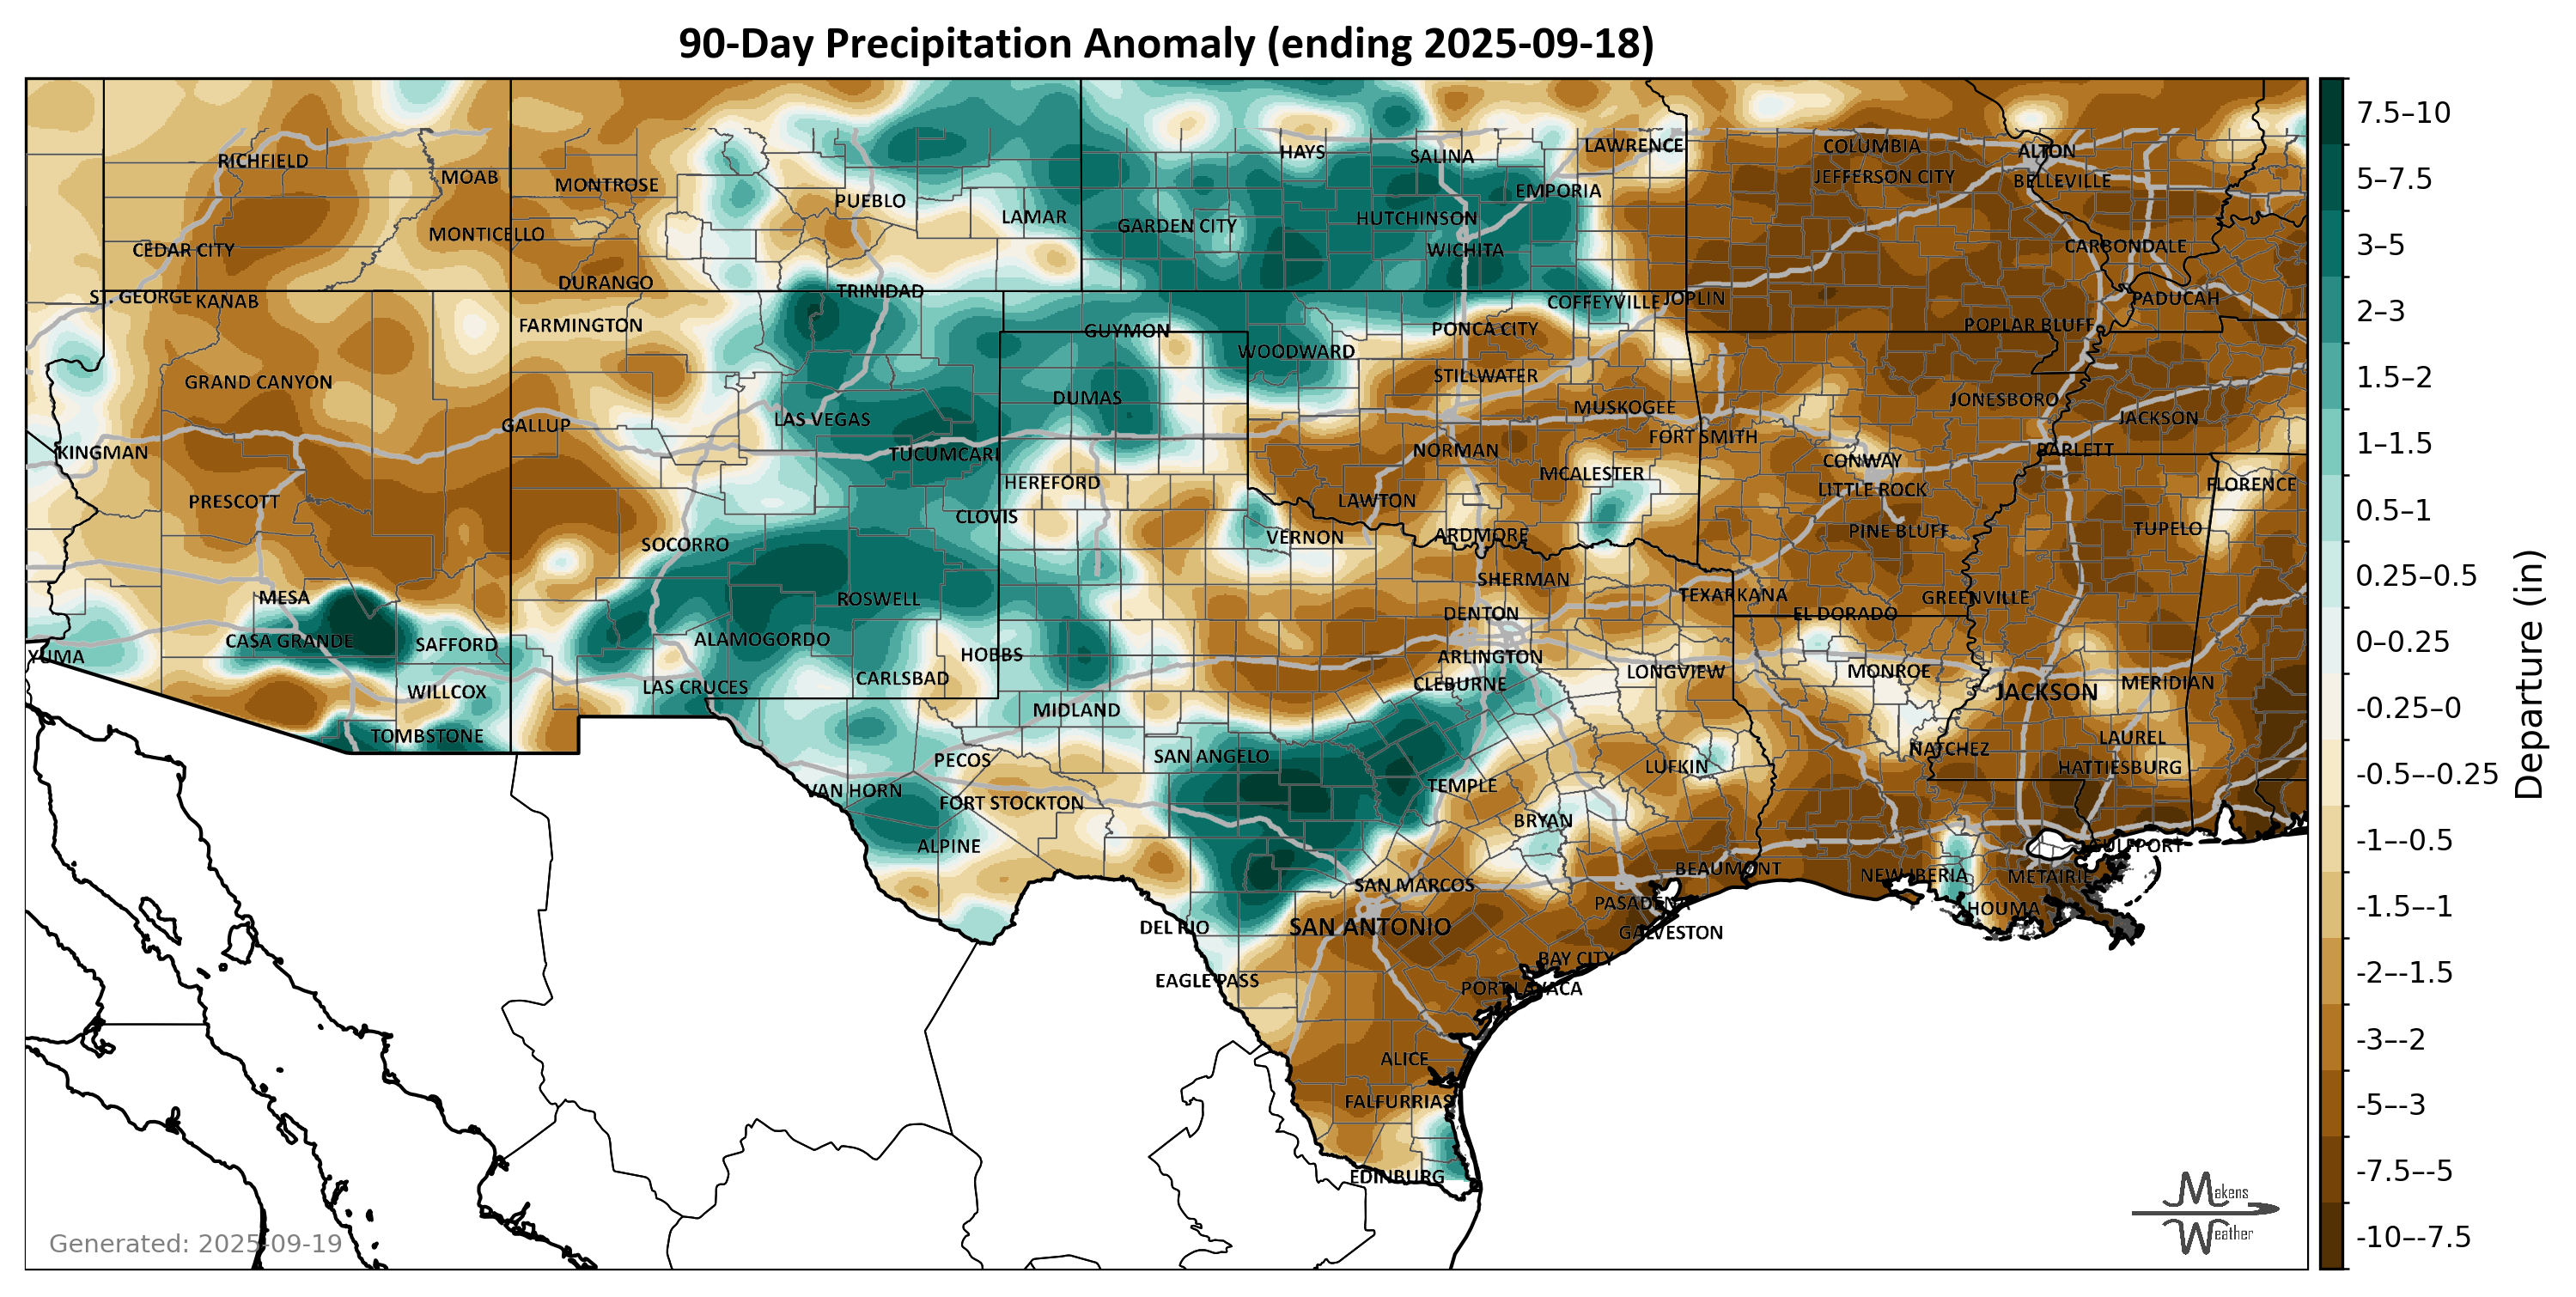 90-Day Precipitation Anomaly (ending 2025-09-18)
RICHFIELD
MOAB
MONTROSE
PUEBLO
LAMAR
HAYS
SALINA
LAWRENCE
COLUMBIA
ALTON
JEFFERSON CITY
BELLEVILLE
EMPORIA
GARDEN CITY
HUTCHINSON
WICHITA
CEDAR CITY
MONTICELLO
CARBONDALE
DURANGO
TRINIDAD
ST. GEORGE
KANAB
COFFEYVILLE
JOPLIN
PADUCAH
FARMINGTON
GUYMON
PONCA CITY
POPLAR BLUFF
WOODWARD
GRAND CANYON
STILLWATER
DUMAS
MUSKOGEE
JONESBORO
JACKSON
GALLUP
LAS VEGAS
FORT SMITH
KINGMAN
TUCUMCARI
NORMAN
BARLETT
CONWAY
HEREFORD
MCALESTER
LITTLE ROCK
FLORENCE
PRESCOTT
LAWTON
CLOVIS
VERNON
ARDMORE
PINE BLUFF
TUPELO
SOCORRO
SHERMAN
MESA
ROSWELL
TEXARKANA
GREENVILLE
DENTON
EL DORADO
CASA GRANDE
SAFFORD
ALAMOGORDO
YUMA
HOBBS
ARLINGTON
LONGVIEW
MONROE
CARLSBAD
CLEBURNE
LAS CRUCES
WILLCOX
JACKSON
MERIDIAN
MIDLAND
TOMBSTONE
LAUREL
NATCHEZ
PECOS
SAN ANGELO
LUFKIN
HATTIESBURG
VAN HORN
TEMPLE
FORT STOCKTON
BRYAN
ALPINE
GULFPORT
BEAUMONT
NEW IBERIA
METAIRIE
SAN MARCOS
PASADENA
HOUMA
DEL RIO
SAN ANTONIO
GALVESTON
BAY CITY
EAGLE PASS
PORT LAVACA
ALICE
FALFURRIAS
EDINBURG
Generated: 2025-09-19
Makens
Weather
7.5–10
5–7.5
3–5
2–3
1.5–2
1–1.5
0.5–1
0.25–0.5
0–0.25
-0.25–0
-0.5–-0.25
-1–-0.5
-1.5–-1
-2–-1.5
-3–-2
-5–-3
-7.5–-5
-10–-7.5
Departure (in)